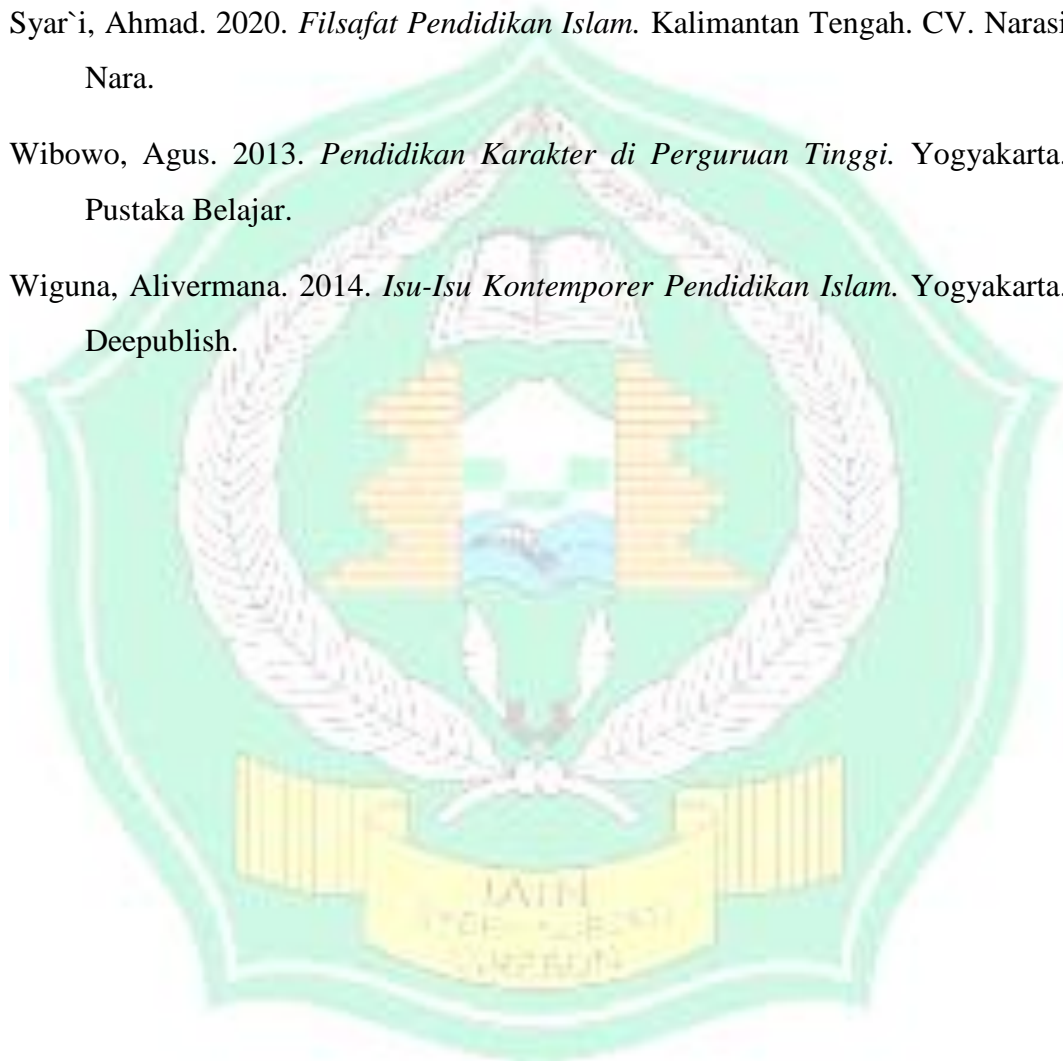 Syar`i, Ahmad. 2020. Filsafat Pendidikan Islam. Kalimantan Tengah. CV. Narasi
Nara.
Wibowo, Agus. 2013. Pendidikan Karakter di Perguruan Tinggi. Yogyakarta.
Pustaka Belajar.
Wiguna, Alivermana. 2014. Isu-Isu Kontemporer Pendidikan Islam. Yogyakarta.
Deepublish.
IAIN